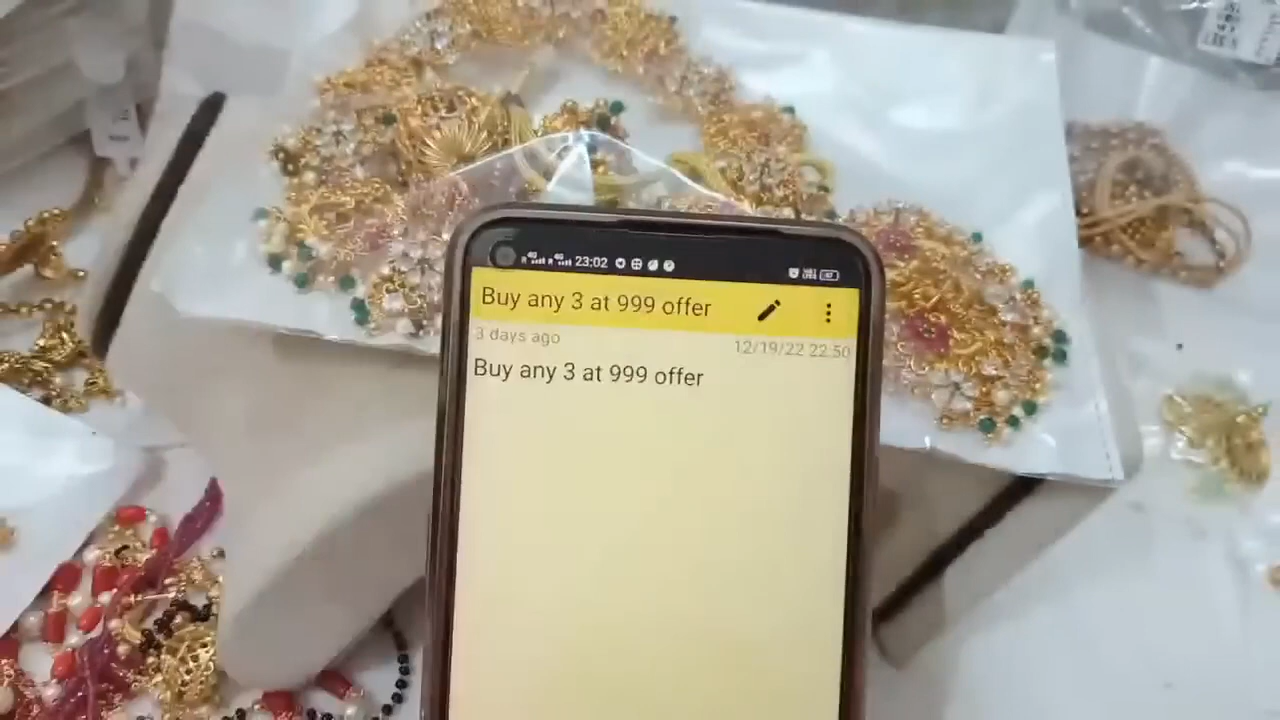 23:02
Buy any 3 at 999 offer
3 days ago
12/19/22 22:50
Buy any 3 at 999 offer